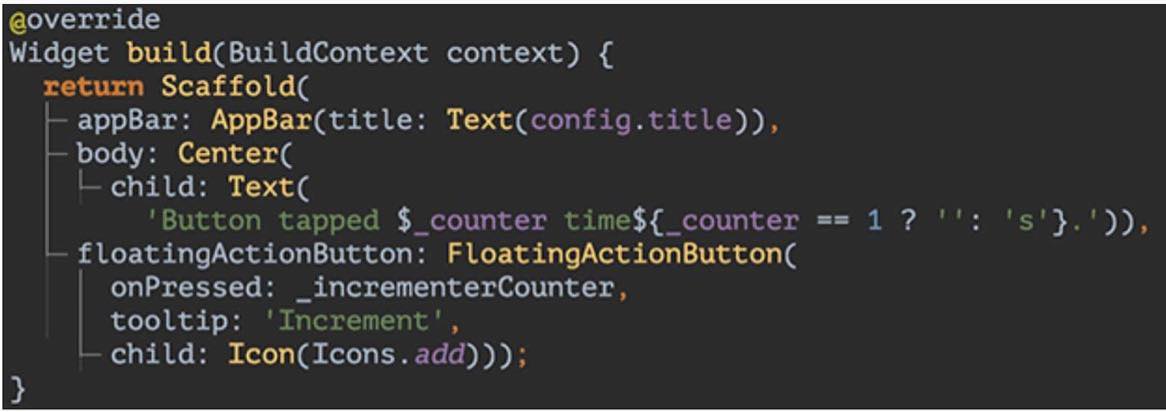 @override
Widget build(BuildContext context) {
return Scaffold(
appBar: AppBar(title: Text(config.title)),
body: Center(
child: Text(
'Button tapped $_counter time${_counter == 1 ? '': 's'}.')),
floatingActionButton: FloatingActionButton(
onPressed: _incrementerCounter,
tooltip: 'Increment',
child: Icon(Icons.add)));
}